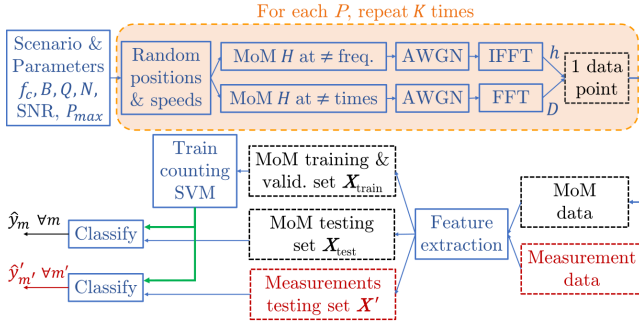 For each P, repeat K times
Scenario &
Parameters
f_c, B, Q, N,
SNR, P_max
Random
positions
& speeds
MoM H at ≠ freq.
AWGN
IFFT
h
MoM H at ≠ times
AWGN
FFT
D
1 data
point
Train
counting
SVM
MoM training &
valid. set X_train
MoM testing
set X_test
Measurements
testing set X'
Feature
extraction
MoM
data
Measurement
data
ŷ_m ∀m
Classify
ŷ'_m' ∀m'
Classify